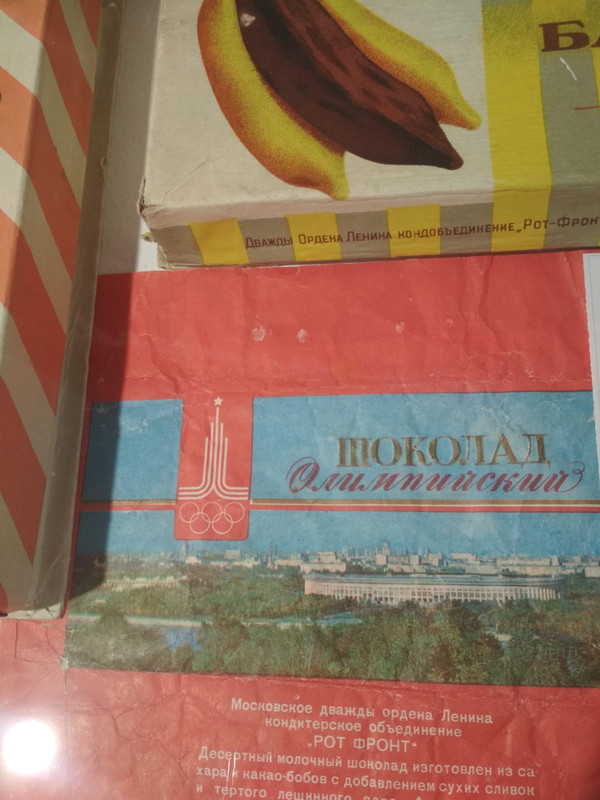 ДВАЖДЫ ОРДЕНА ЛЕНИНА КОНДОБЪЕДИНЕНИЕ „РОТ-ФРОНТ
ШОКОЛАД
Олимпийский
Московское дважды ордена Ленина
кондитерское объединение
„РОТ ФРОНТ"
Десертный молочный шоколад изготовлен из са-
хара и какао-бобов с добавлением сухих сливок
и тертого